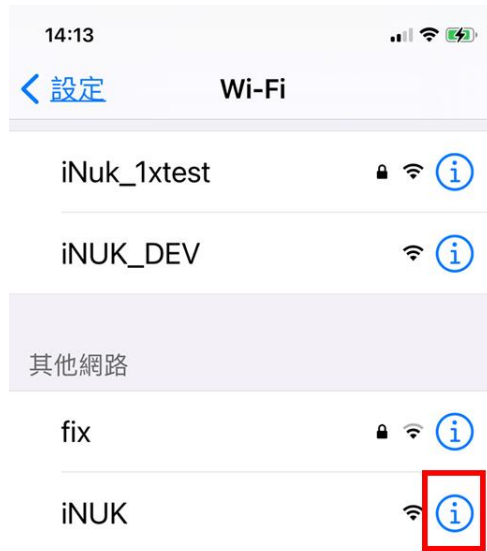 14:13
設定 Wi-Fi
iNuk_1xtest
iNUK_DEV
其他網路
fix
iNUK